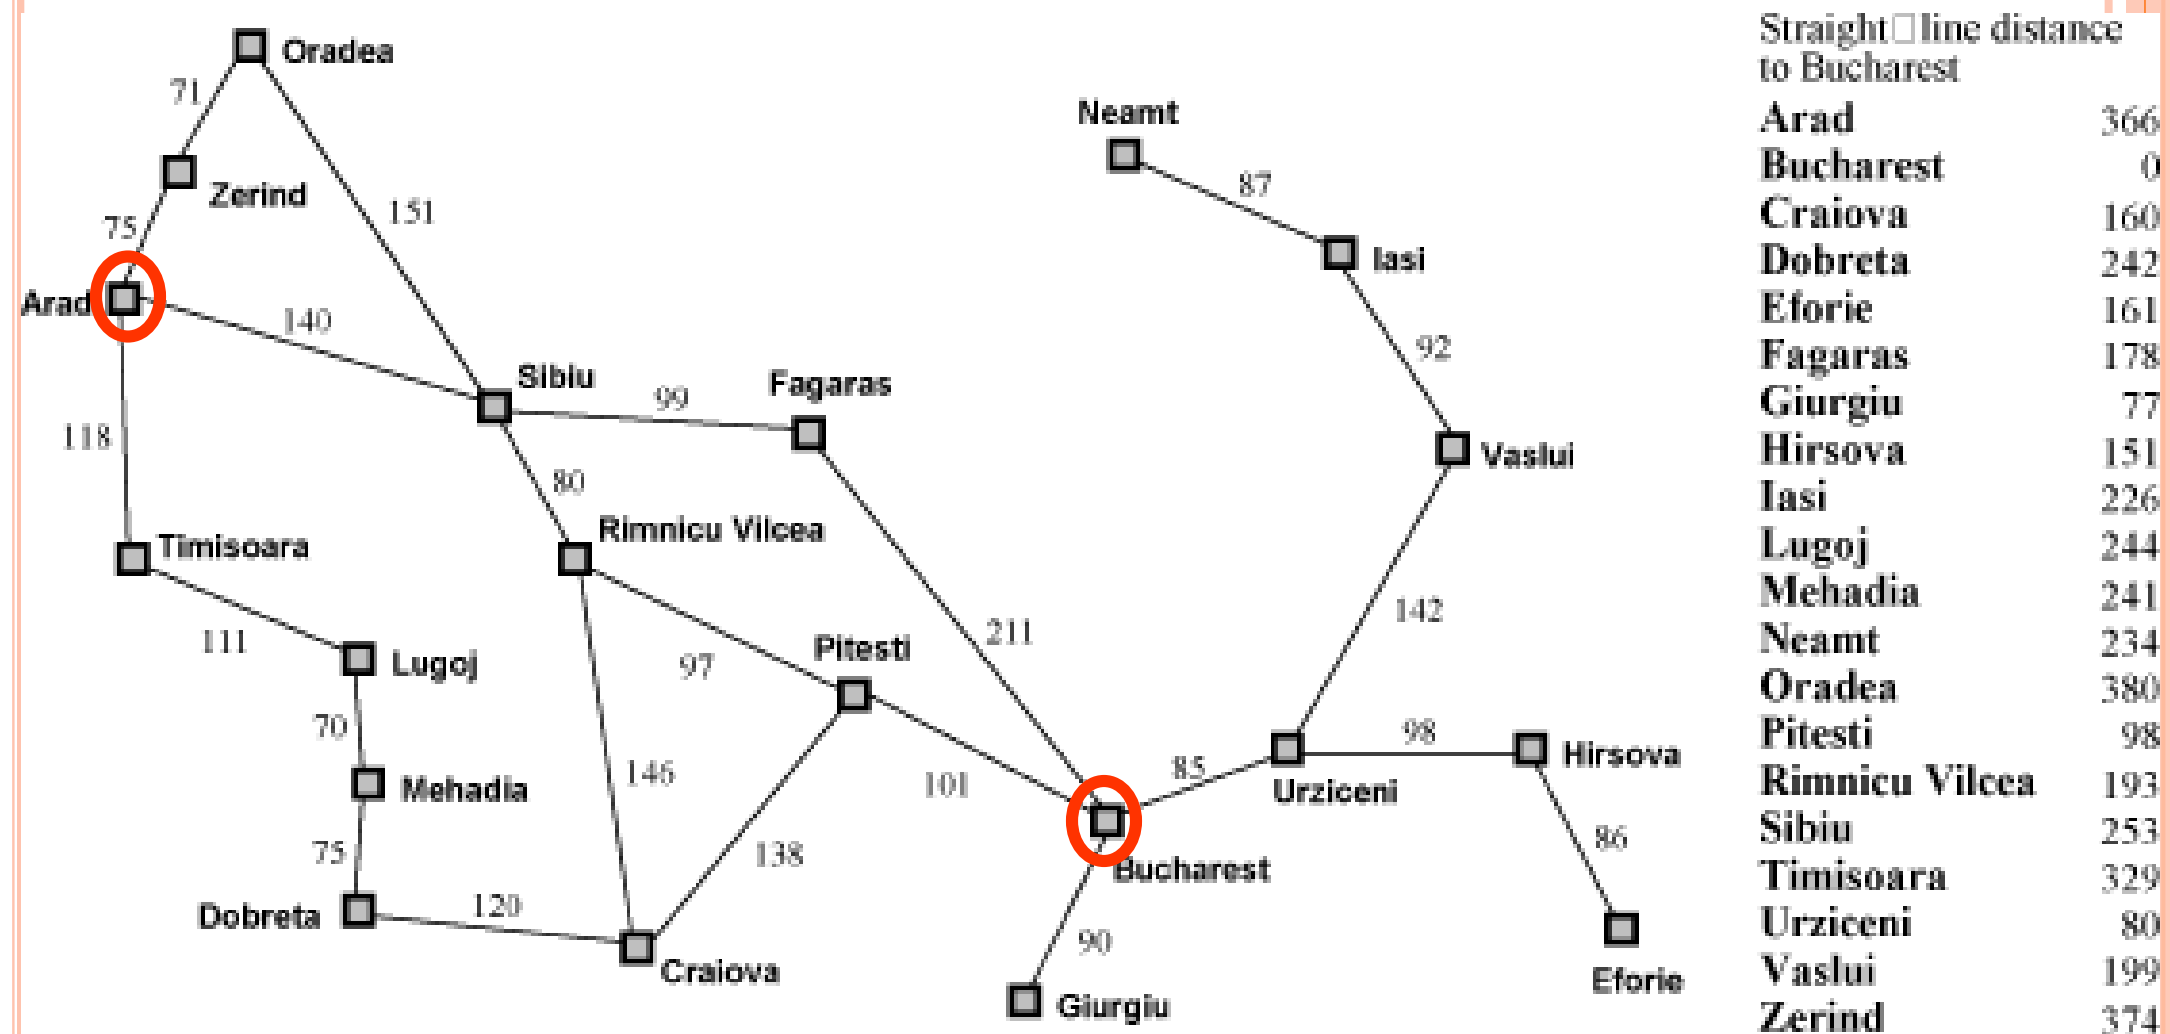 Oradea
71
Neamt
Zerind
87
151
75
Iasi
Arad
140
92
Sibiu
Fagaras
99
118
Vaslui
80
Rimnicu Vilcea
Timisoara
142
211
111
Pitesti
Lugoj
97
70
98
Hirsova
146
85
101
Mehadia
Urziceni
86
75
138
Bucharest
120
Dobreta
90
Craiova
Eforie
Giurgiu
Straight□line distance
to Bucharest
Arad 366
Bucharest 0
Craiova 160
Dobreta 242
Eforie 161
Fagaras 178
Giurgiu 77
Hirsova 151
Iasi 226
Lugoj 244
Mehadia 241
Neamt 234
Oradea 380
Pitesti 98
Rimnicu Vilcea 193
Sibiu 253
Timisoara 329
Urziceni 80
Vaslui 199
Zerind 374